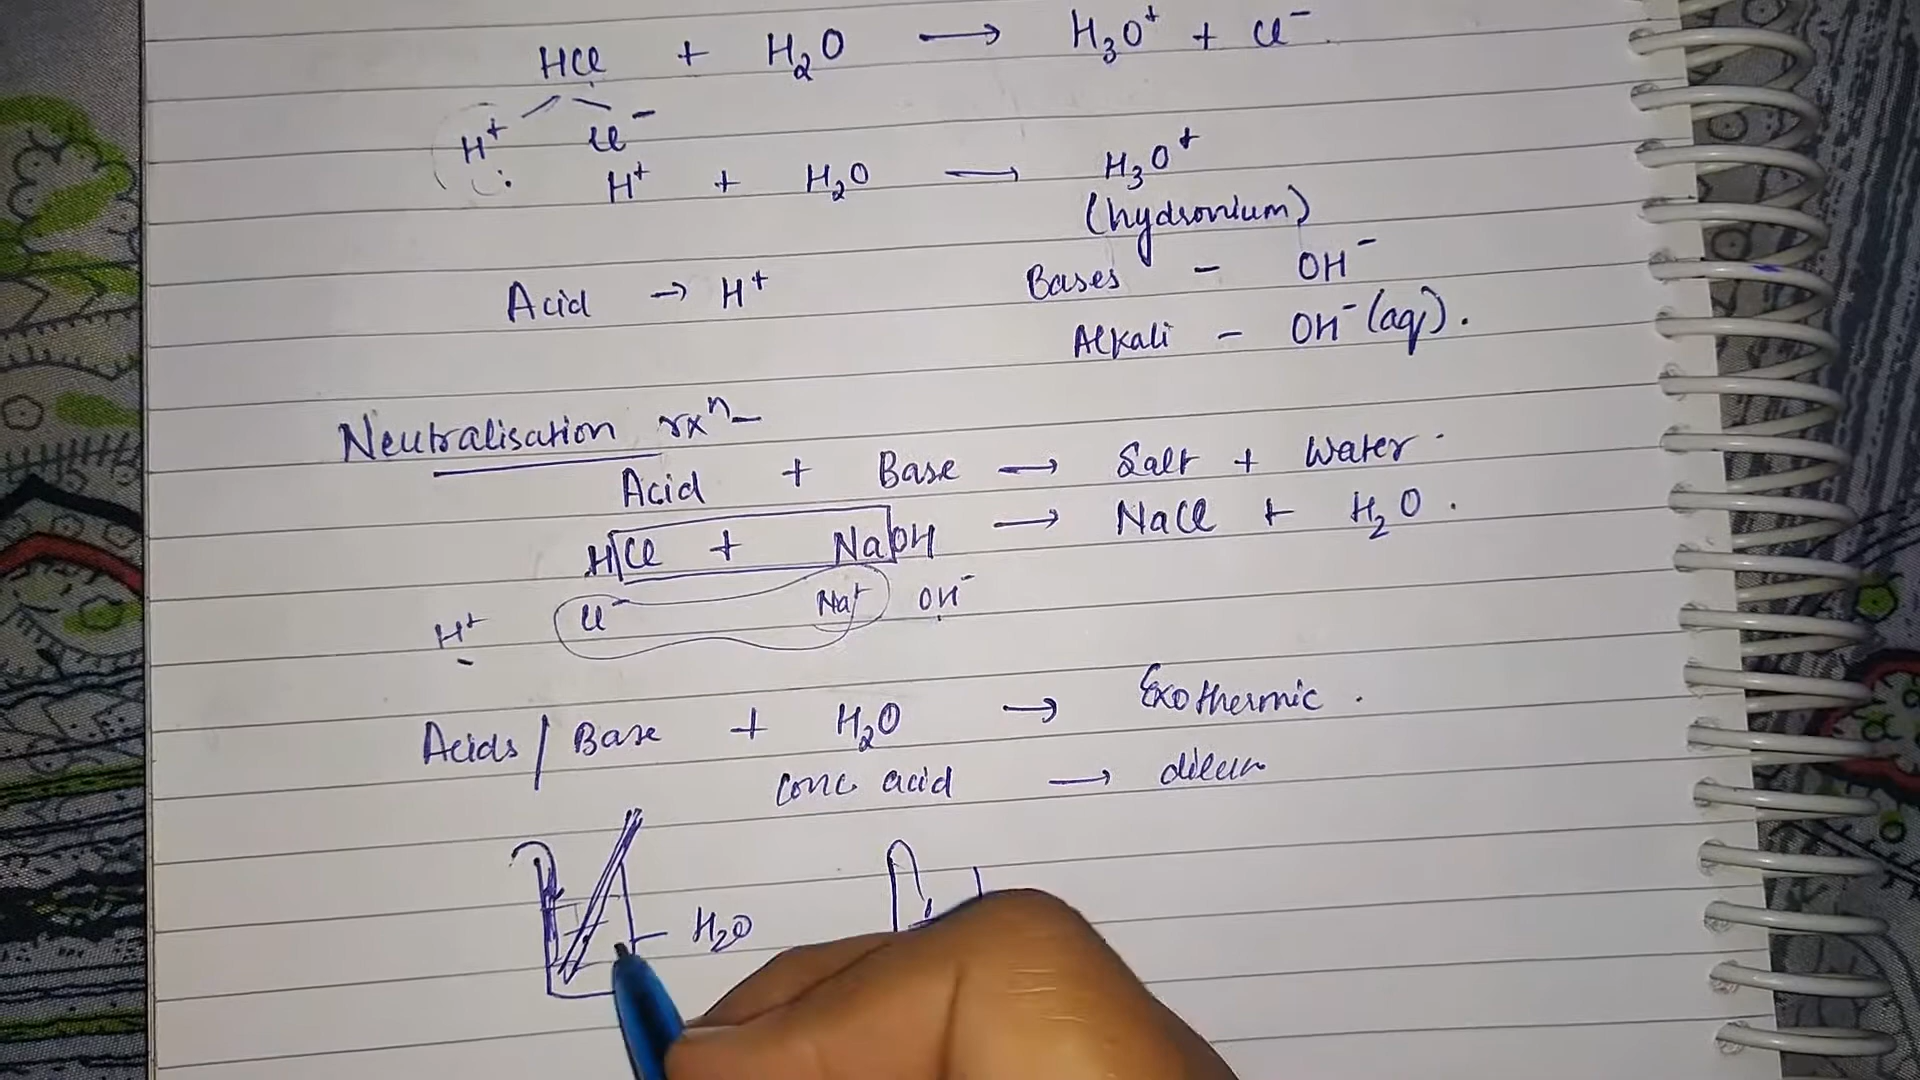 HCl + H₂O → H₃O⁺ + Cl⁻
H⁺ Cl⁻
H⁺ + H₂O → H₃O⁺
(hydronium)
Acid → H⁺
Bases - OH⁻
Alkali - OH⁻(aq).
Neutralisation rxⁿ-
Acid + Base → Salt + Water.
HCl + NaOH → NaCl + H₂O.
H⁺ Cl⁻ Na⁺ OH⁻
Acids / Base + H₂O → Exothermic.
conc acid →
H₂O